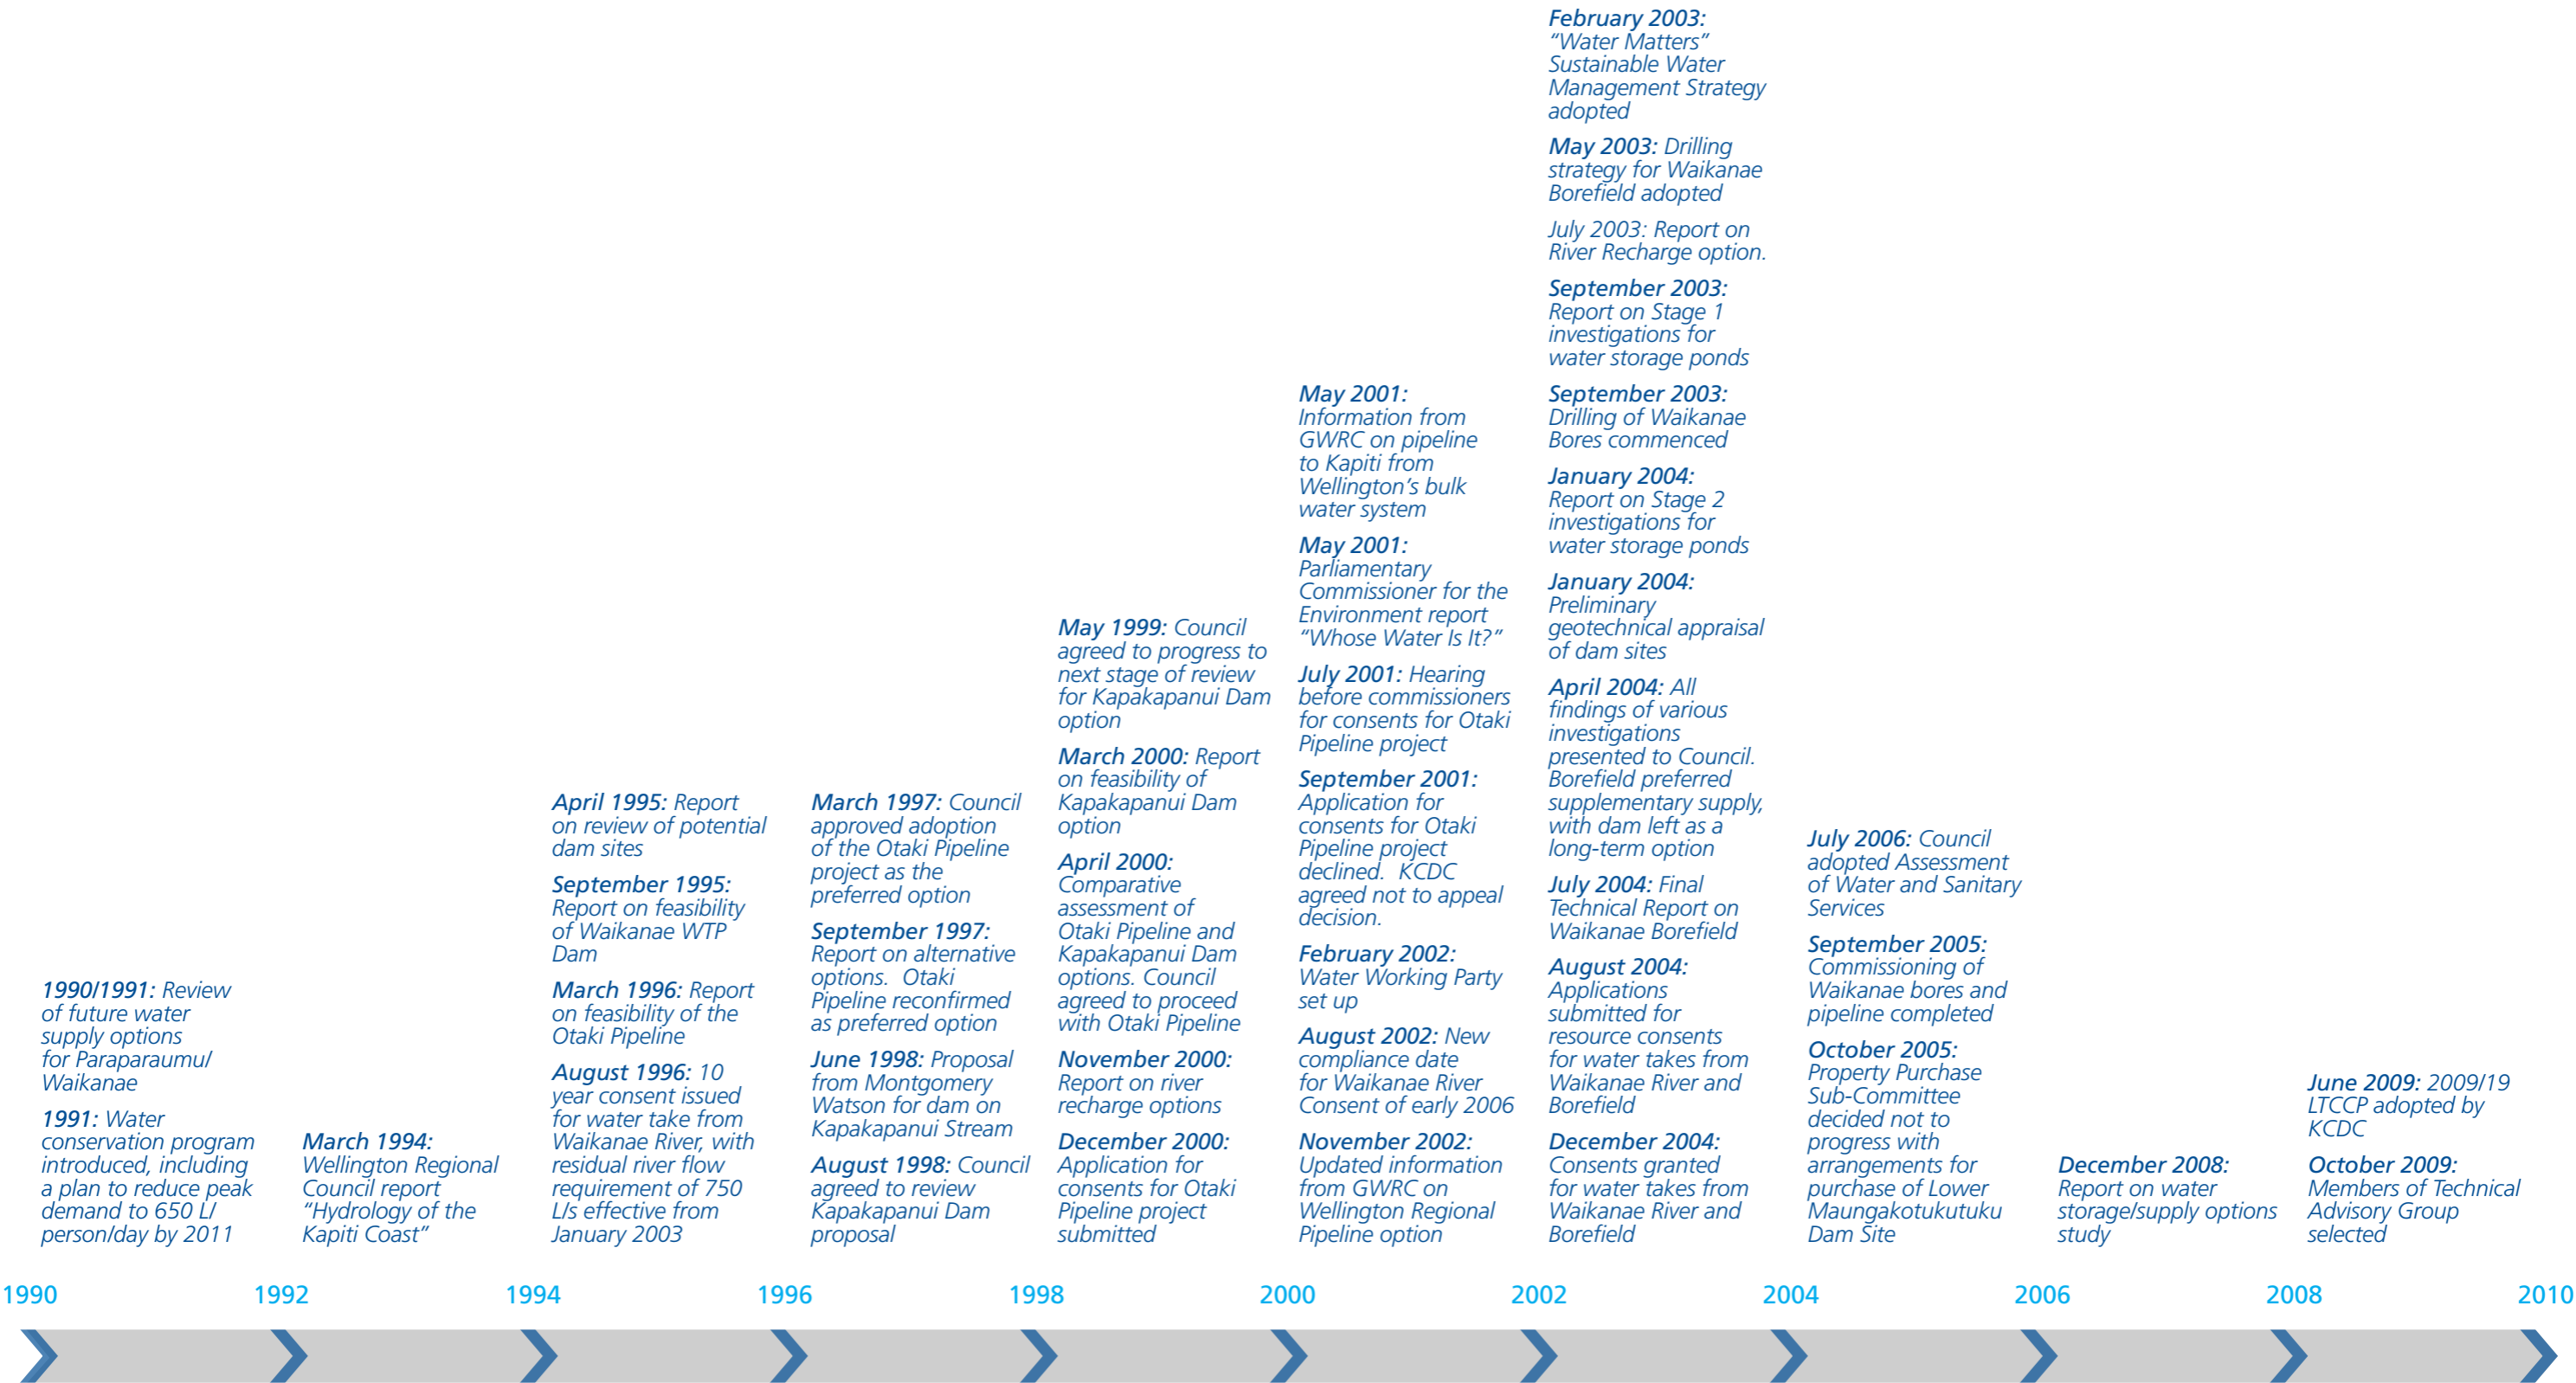 1990/1991: Review
of future water
supply options
for Paraparaumu/
Waikanae
1991: Water
conservation program
introduced, including
a plan to reduce peak
demand to 650 L/
person/day by 2011
March 1994:
Wellington Regional
Council report
“Hydrology of the
Kapiti Coast”
April 1995: Report
on review of potential
dam sites
September 1995:
Report on feasibility
of Waikanae WTP
Dam
March 1996: Report
on feasibility of the
Otaki Pipeline
August 1996: 10
year consent issued
for water take from
Waikanae River, with
residual river flow
requirement of 750
L/s effective from
January 2003
March 1997: Council
approved adoption
of the Otaki Pipeline
project as the
preferred option
September 1997:
Report on alternative
options. Otaki
Pipeline reconfirmed
as preferred option
June 1998: Proposal
from Montgomery
Watson for dam on
Kapakapanui Stream
August 1998: Council
agreed to review
Kapakapanui Dam
proposal
May 1999: Council
agreed to progress to
next stage of review
for Kapakapanui Dam
option
March 2000: Report
on feasibility of
Kapakapanui Dam
option
April 2000:
Comparative
assessment of
Otaki Pipeline and
Kapakapanui Dam
options. Council
agreed to proceed
with Otaki Pipeline
November 2000:
Report on river
recharge options
December 2000:
Application for
consents for Otaki
Pipeline project
submitted
May 2001:
Information from
GWRC on pipeline
to Kapiti from
Wellington’s bulk
water system
May 2001:
Parliamentary
Commissioner for the
Environment report
“Whose Water Is It?”
July 2001: Hearing
before commissioners
for consents for Otaki
Pipeline project
September 2001:
Application for
consents for Otaki
Pipeline project
declined. KCDC
agreed not to appeal
decision.
February 2002:
Water Working Party
set up
August 2002: New
compliance date
for Waikanae River
Consent of early 2006
November 2002:
Updated information
from GWRC on
Wellington Regional
Pipeline option
February 2003:
“Water Matters”
Sustainable Water
Management Strategy
adopted
May 2003: Drilling
strategy for Waikanae
Borefield adopted
July 2003: Report on
River Recharge option.
September 2003:
Report on Stage 1
investigations for
water storage ponds
September 2003:
Drilling of Waikanae
Bores commenced
January 2004:
Report on Stage 2
investigations for
water storage ponds
January 2004:
Preliminary
geotechnical appraisal
of dam sites
April 2004: All
findings of various
investigations
presented to Council.
Borefield preferred
supplementary supply,
with dam left as a
long-term option
July 2004: Final
Technical Report on
Waikanae Borefield
August 2004:
Applications
submitted for
resource consents
for water takes from
Waikanae River and
Borefield
December 2004:
Consents granted
for water takes from
Waikanae River and
Borefield
July 2006: Council
adopted Assessment
of Water and Sanitary
Services
September 2005:
Commissioning of
Waikanae bores and
pipeline completed
October 2005:
Property Purchase
Sub-Committee
decided not to
progress with
arrangements for
purchase of Lower
Maungakotukutuku
Dam Site
December 2008:
Report on water
storage/supply options
study
June 2009: 2009/19
LTCCP adopted by
KCDC
October 2009:
Members of Technical
Advisory Group
selected
1990 1992 1994 1996 1998 2000 2002 2004 2006 2008 2010